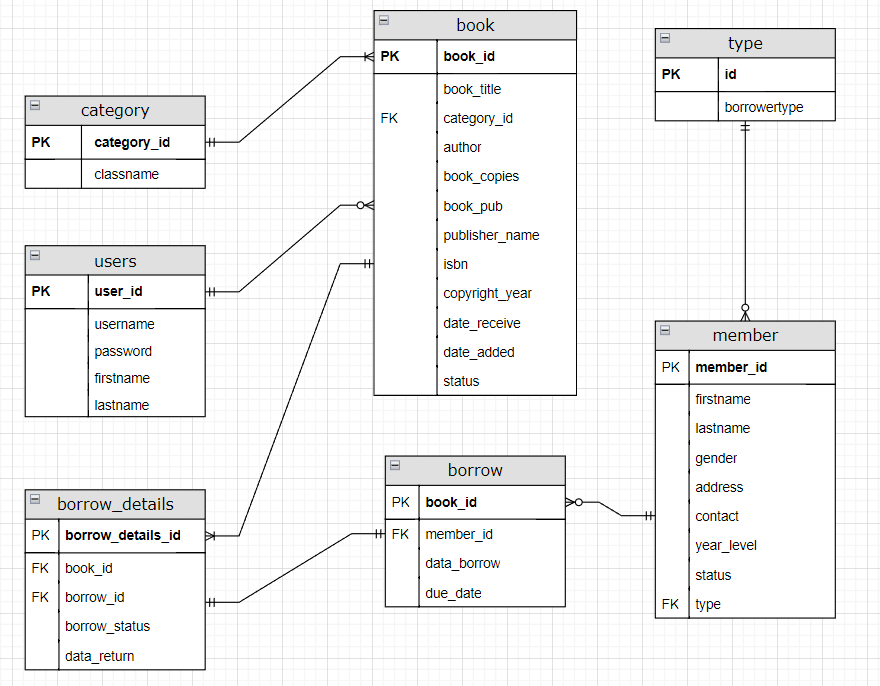 book
PK book_id
book_title
FK category_id
author
book_copies
book_pub
publisher_name
isbn
copyright_year
date_receive
date_added
status
type
PK id
borrowertype
category
PK category_id
classname
users
PK user_id
username
password
firstname
lastname
member
PK member_id
firstname
lastname
gender
address
contact
year_level
status
FK type
borrow
PK book_id
FK member_id
data_borrow
due_date
borrow_details
PK borrow_details_id
FK book_id
FK borrow_id
borrow_status
data_return